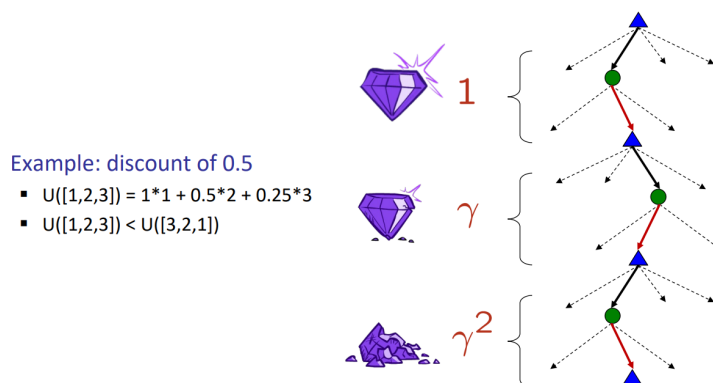 1
Example: discount of 0.5
▪ U([1,2,3]) = 1*1 + 0.5*2 + 0.25*3
γ
▪ U([1,2,3]) < U([3,2,1])
γ²